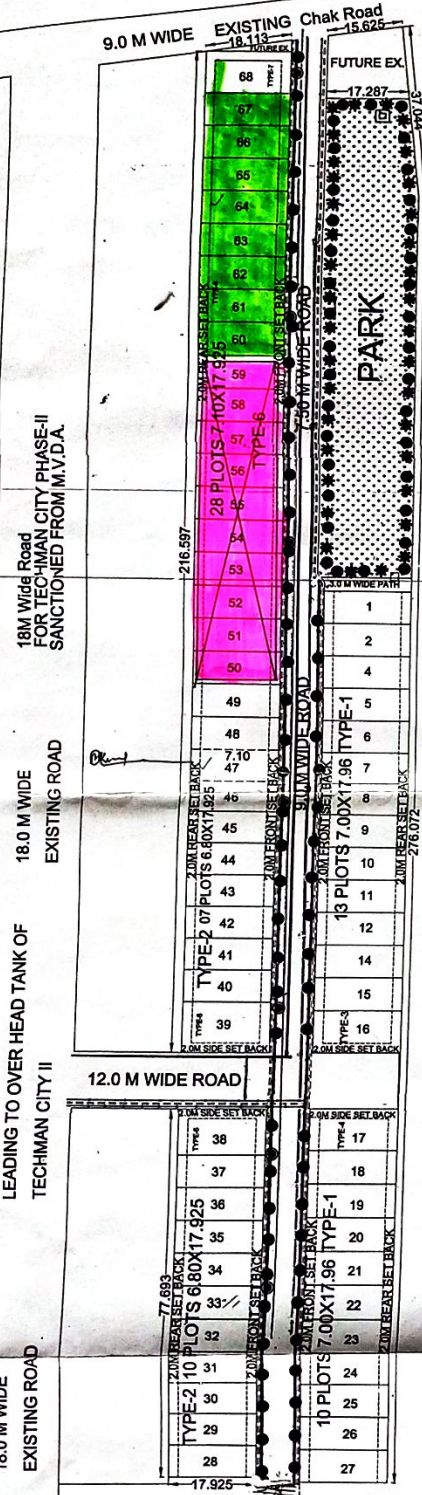 9.0 M WIDE EXISTING Chak Road
18.113
15.625
FUTURE EX.
FUTURE EX.
68
TYPE-7
17.287
37.044
67
66
65
64
63
62
61
60
59
58
57
56
55
54
53
52
51
50
49
48
7.10
47
46
45
44
43
42
41
40
39
2.0M REAR SET BACK
2.0M FRONT SET BACK
28 PLOTS 7.10X17.925
TYPE-6
7.50 M WIDE ROAD
PARK
216.597
18M Wide Road
FOR TECHMAN CITY PHASE-II
SANCTIONED FROM M.V.D.A.
3.0 M WIDE PATH
1
2
4
5
6
7
8
9
10
11
12
14
15
16
TYPE-3
13 PLOTS 7.00X17.96 TYPE-1
2.0M REAR SET BACK
276.072
9.0 M WIDE ROAD
2.0M FRONT SET BACK
2.0M REAR SET BACK
2.0M FRONT SET BACK
TYPE-2 07 PLOTS 6.80X17.925
18.0 M WIDE
EXISTING ROAD
2.0M SIDE SET BACK
2.0M SIDE SET BACK
12.0 M WIDE ROAD
LEADING TO OVER HEAD TANK OF
TECHMAN CITY II
2.0M SIDE SET BACK
2.0M SIDE SET BACK
38
37
36
35
34
33
32
31
30
29
28
17
TYPE-4
18
19
20
21
22
23
24
25
26
27
77.693
2.0M REAR SET BACK
TYPE-2 10 PLOTS 6.80X17.925
2.0M FRONT SET BACK
2.0M FRONT SET BACK
10 PLOTS 7.00X17.96 TYPE-1
2.0M REAR SET BACK
18.0 M WIDE
EXISTING ROAD
17.925